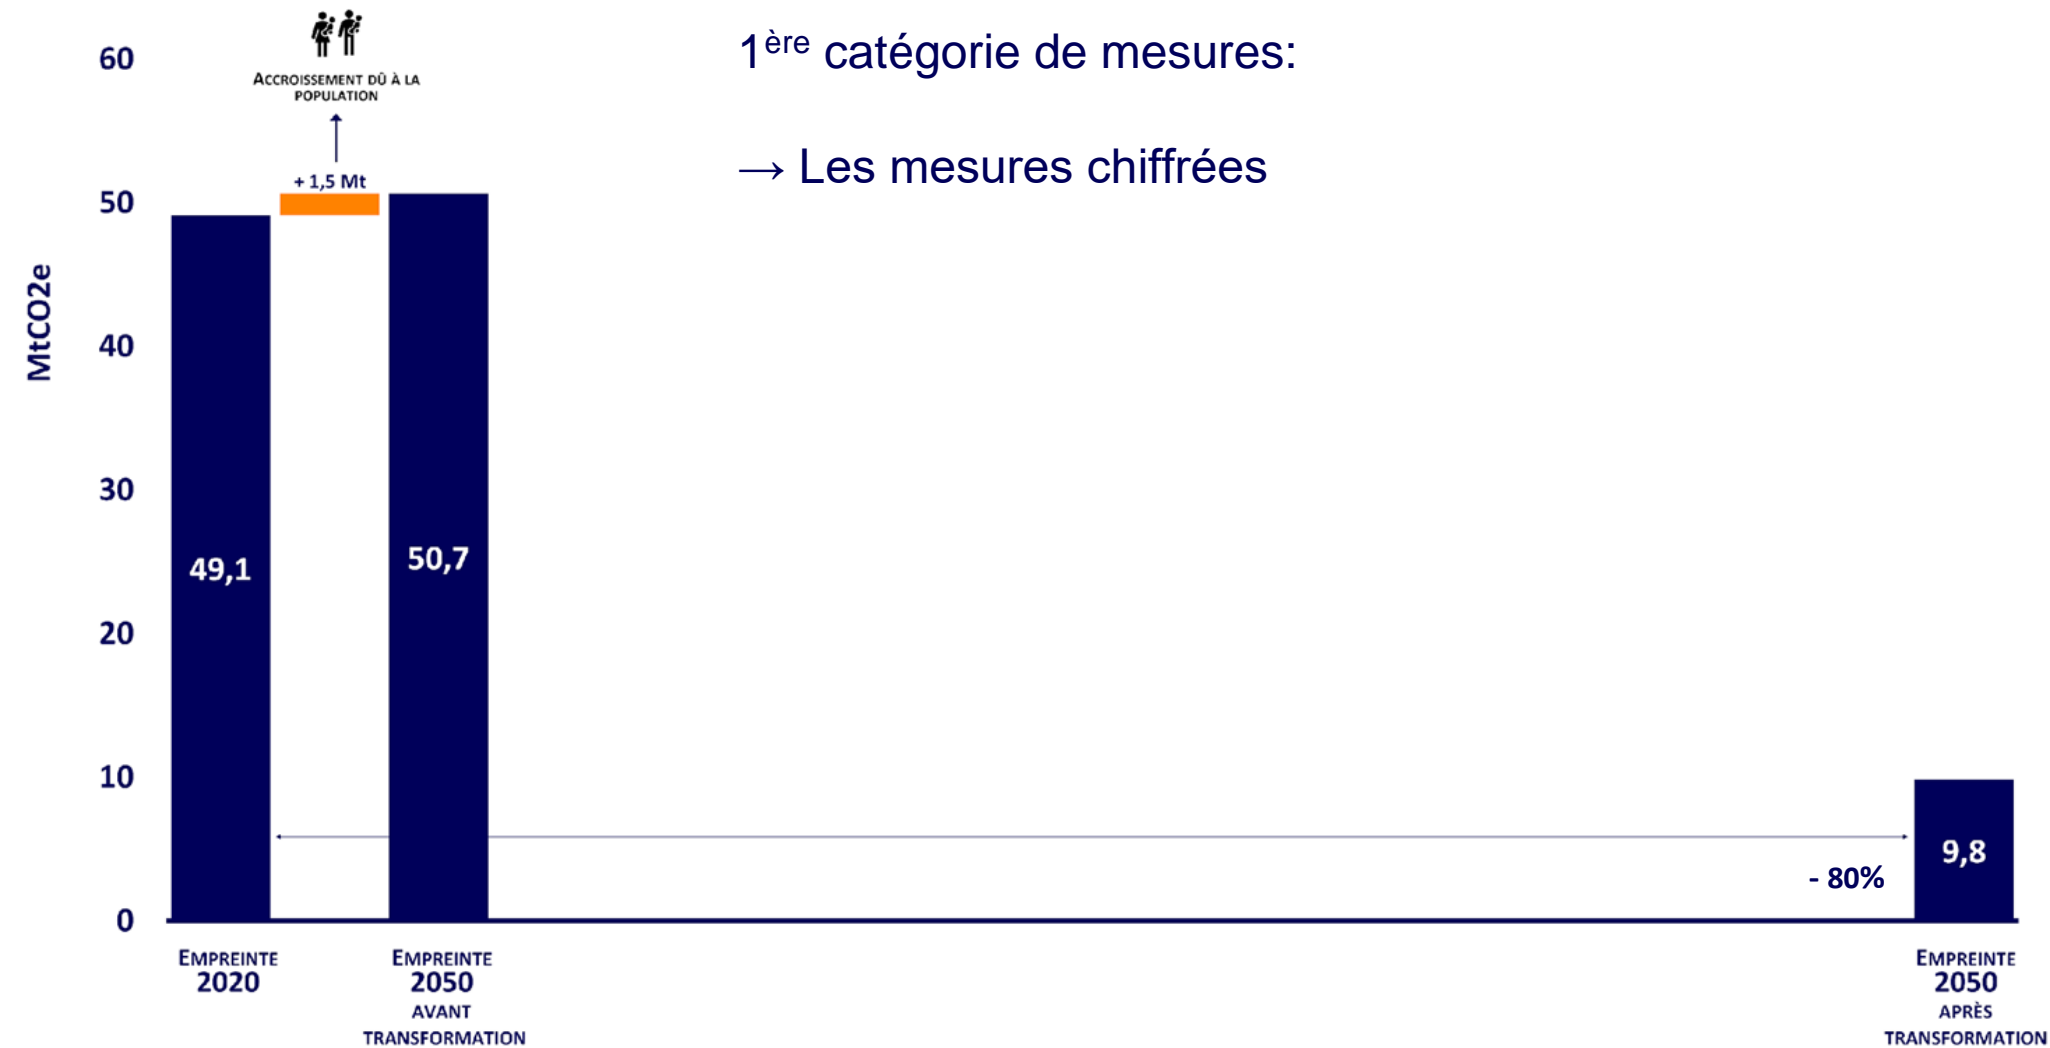 1ère catégorie de mesures:
→ Les mesures chiffrées
ACCROISSEMENT DÛ À LA
POPULATION
+ 1,5 Mt
MtCO2e
60
50
40
30
20
10
0
49,1
50,7
9,8
- 80%
EMPREINTE
2020
EMPREINTE
2050
AVANT
TRANSFORMATION
EMPREINTE
2050
APRÈS
TRANSFORMATION